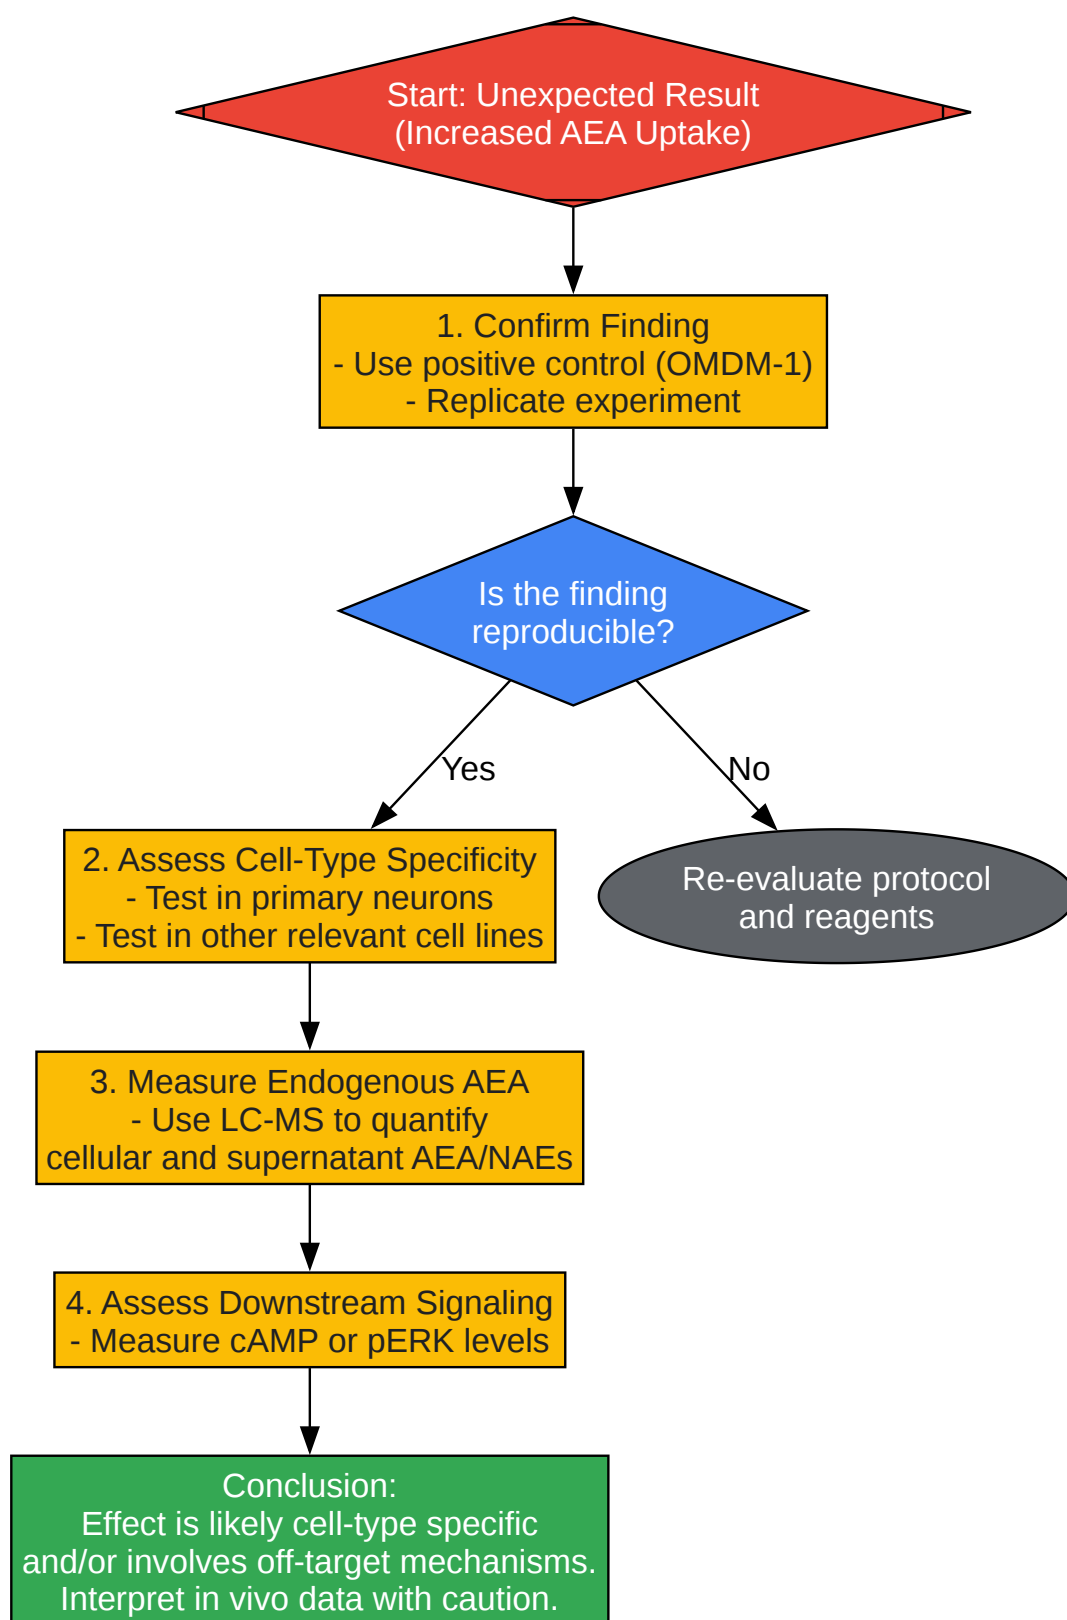 Start: Unexpected Result
(Increased AEA Uptake)
1. Confirm Finding
- Use positive control (OMDM-1)
- Replicate experiment
Is the finding
reproducible?
Yes
No
2. Assess Cell-Type Specificity
- Test in primary neurons
- Test in other relevant cell lines
Re-evaluate protocol
and reagents
3. Measure Endogenous AEA
- Use LC-MS to quantify
cellular and supernatant AEA/NAEs
4. Assess Downstream Signaling
- Measure cAMP or pERK levels
Conclusion:
Effect is likely cell-type specific
and/or involves off-target mechanisms.
Interpret in vivo data with caution.